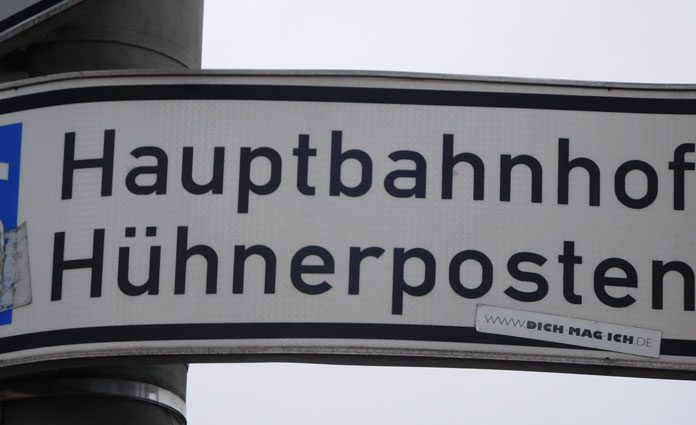 Hauptbahnhof
Hühnerposten
WWW.DICH MAG ICH.DE